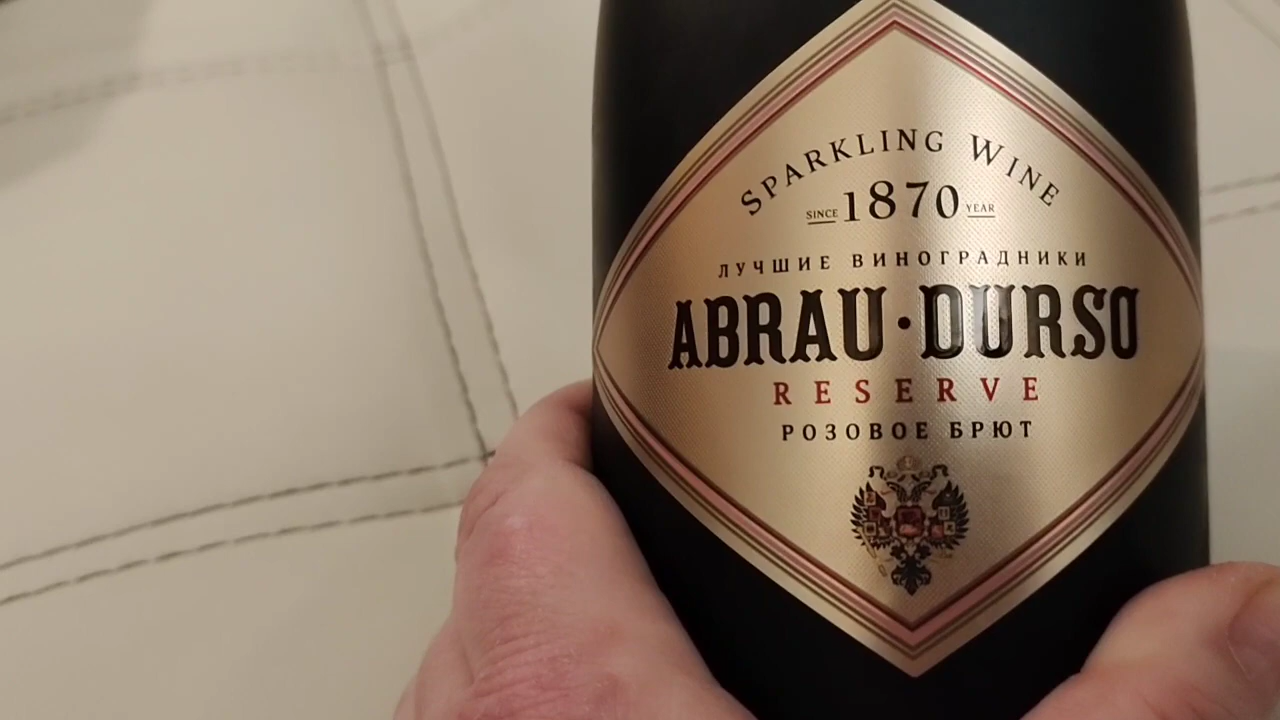 SPARKLING WINE
SINCE 1870 YEAR
ЛУЧШИЕ ВИНОГРАДНИКИ
ABRAU·DURSO
RESERVE
РОЗОВОЕ БРЮТ